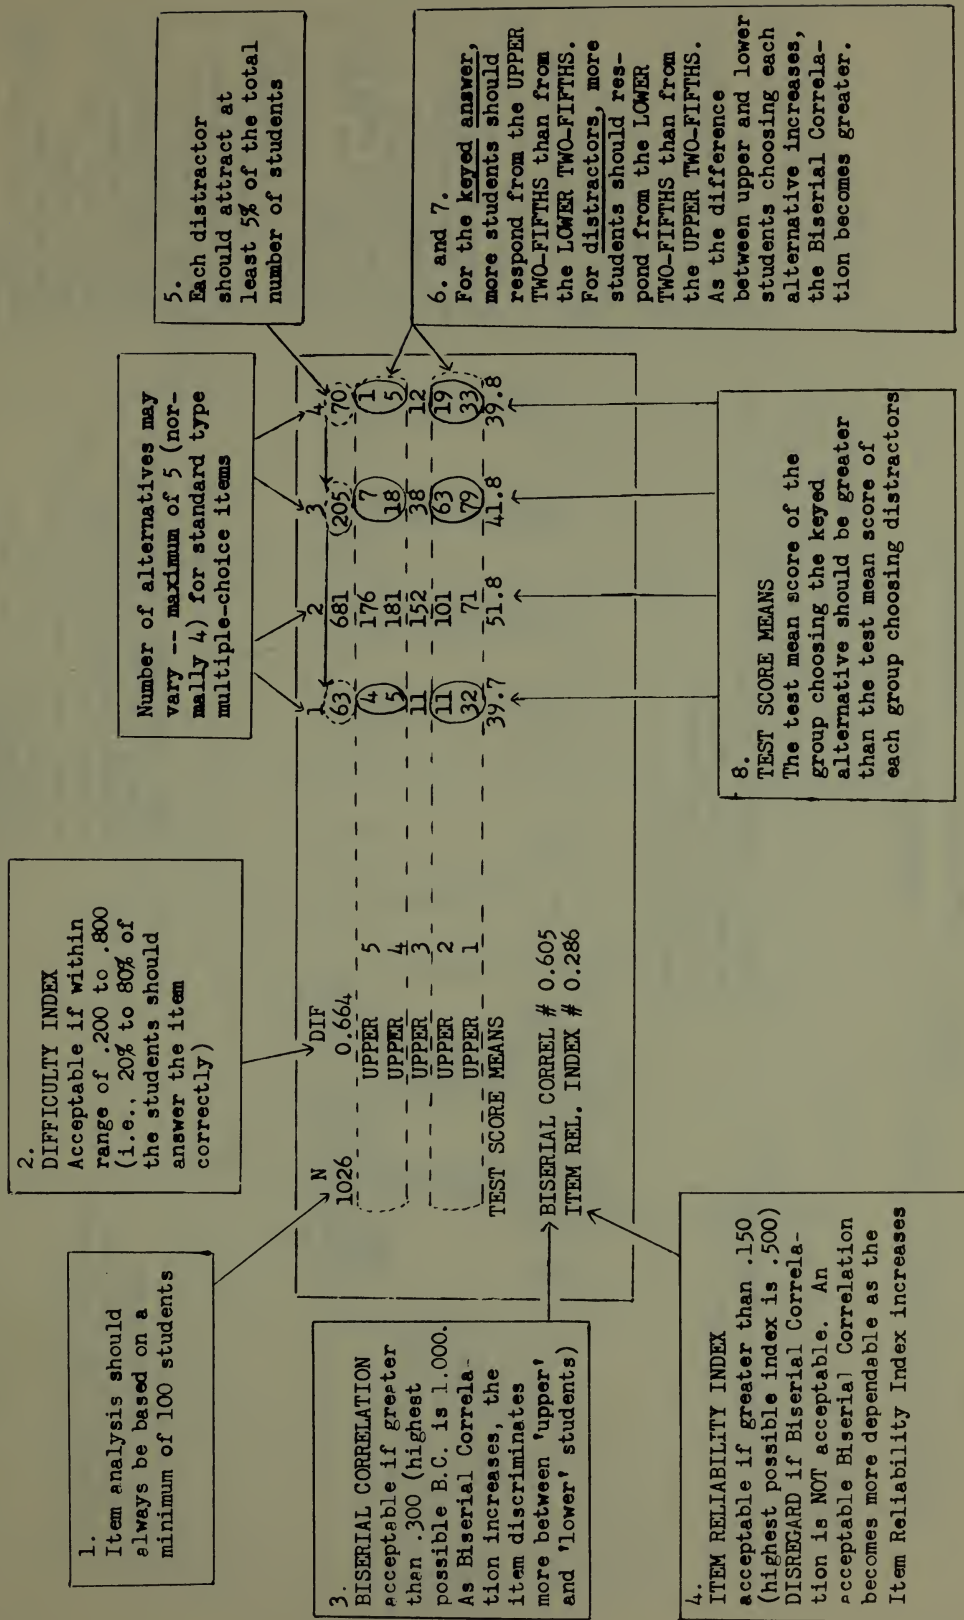 1.
Item analysis should
always be based on a
minimum of 100 students
2.
DIFFICULTY INDEX
Acceptable if within
range of .200 to .800
(i.e., 20% to 80% of
the students should
answer the item
correctly)
Number of alternatives may
vary -- maximum of 5 (nor-
mally 4) for standard type
multiple-choice items
5.
Each distractor
should attract at
least 5% of the total
number of students
N DIF 1 2 3 4
1026 0.664 63 681 205 70
UPPER 5 4 176 7 1
UPPER 4 5 181 18 5
UPPER 3 11 152 38 12
UPPER 2 11 101 63 19
UPPER 1 32 71 79 33
TEST SCORE MEANS 39.7 51.8 41.8 39.8
BISERIAL CORREL # 0.605
ITEM REL. INDEX # 0.286
3.
BISERIAL CORRELATION
acceptable if greater
than .300 (highest
possible B.C. is 1.000.
As Biserial Correla-
tion increases, the
item discriminates
more between 'upper'
and 'lower' students)
4.
ITEM RELIABILITY INDEX
acceptable if greater than .150
(highest possible index is .500)
DISREGARD if Biserial Correla-
tion is NOT acceptable. An
acceptable Biserial Correlation
becomes more dependable as the
Item Reliability Index increases
8.
TEST SCORE MEANS
The test mean score of the
group choosing the keyed
alternative should be greater
than the test mean score of
each group choosing distractors
6. and 7.
For the keyed answer,
more students should
respond from the UPPER
TWO-FIFTHS than from
the LOWER TWO-FIFTHS.
For distractors, more
students should res-
pond from the LOWER
TWO-FIFTHS than from
the UPPER TWO-FIFTHS.
As the difference
between upper and lower
students choosing each
alternative increases,
the Biserial Correla-
tion becomes greater.